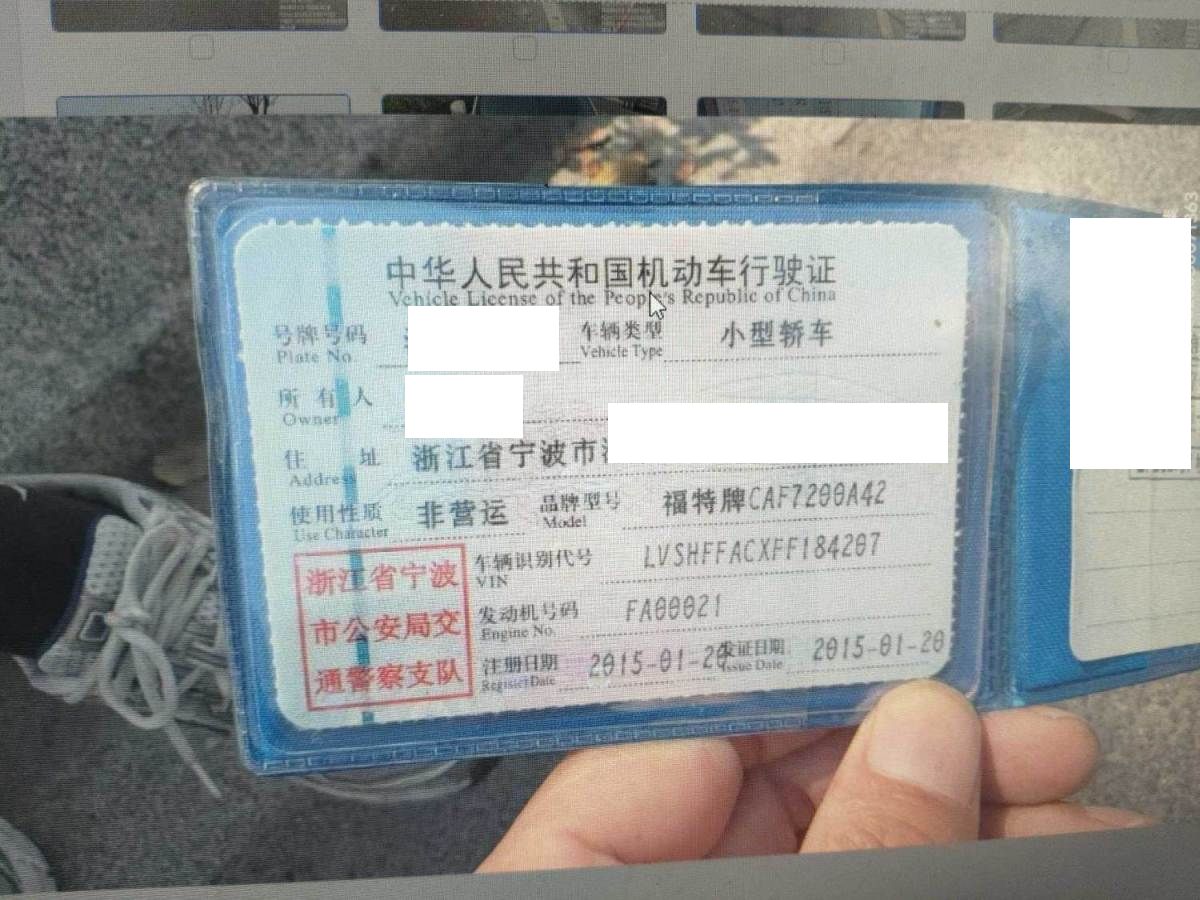 中华人民共和国机动车行驶证
Vehicle License of the People's Republic of China
号牌号码 车辆类型 小型轿车
Plate No. Vehicle Type
所有人
Owner
住址 浙江省宁波市
Address
使用性质 非营运 品牌型号 福特牌CAF7200A42
Use Character Model
车辆识别代号 LVSHFFACXFF184207
VIN
发动机号码 FA00021
Engine No.
注册日期 2015-01-20 发证日期 2015-01-20
Register Date Issue Date
浙江省宁波
市公安局交
通警察支队